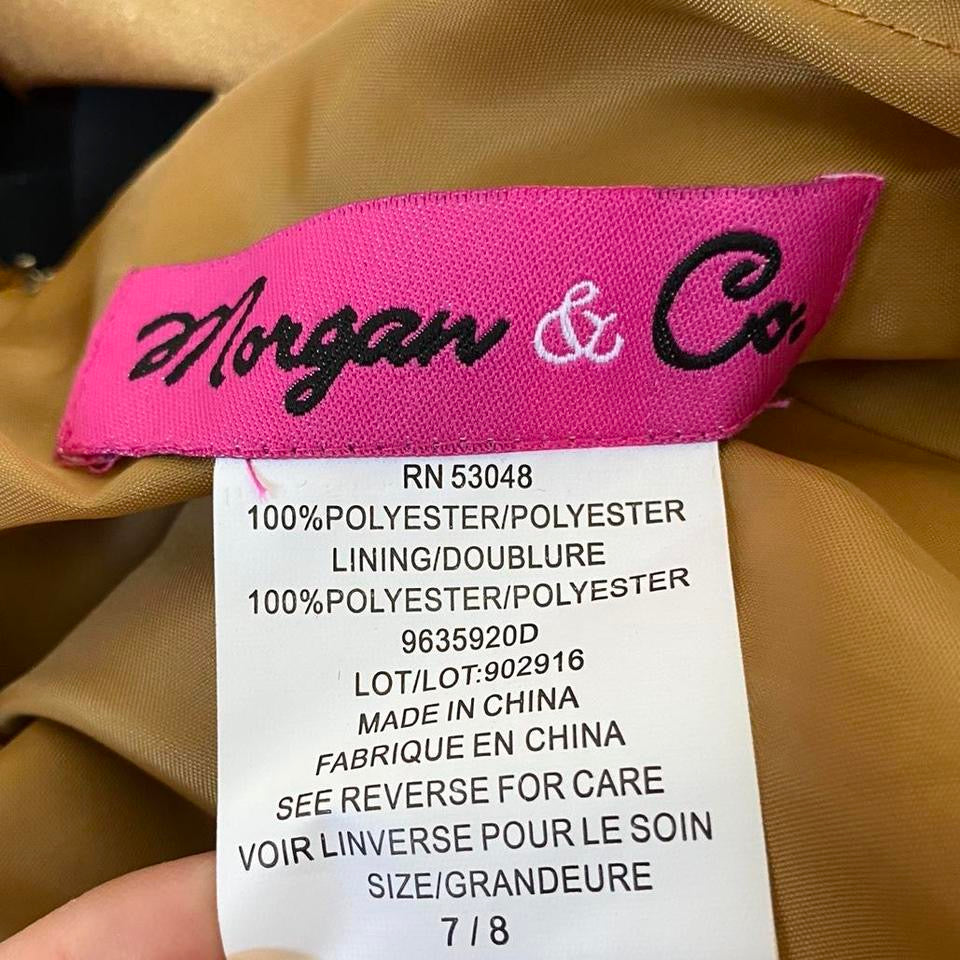 Morgan & Co.
RN 53048
100%POLYESTER/POLYESTER
LINING/DOUBLURE
100%POLYESTER/POLYESTER
9635920D
LOT/LOT:902916
MADE IN CHINA
FABRIQUE EN CHINA
SEE REVERSE FOR CARE
VOIR LINVERSE POUR LE SOIN
SIZE/GRANDEURE
7 / 8